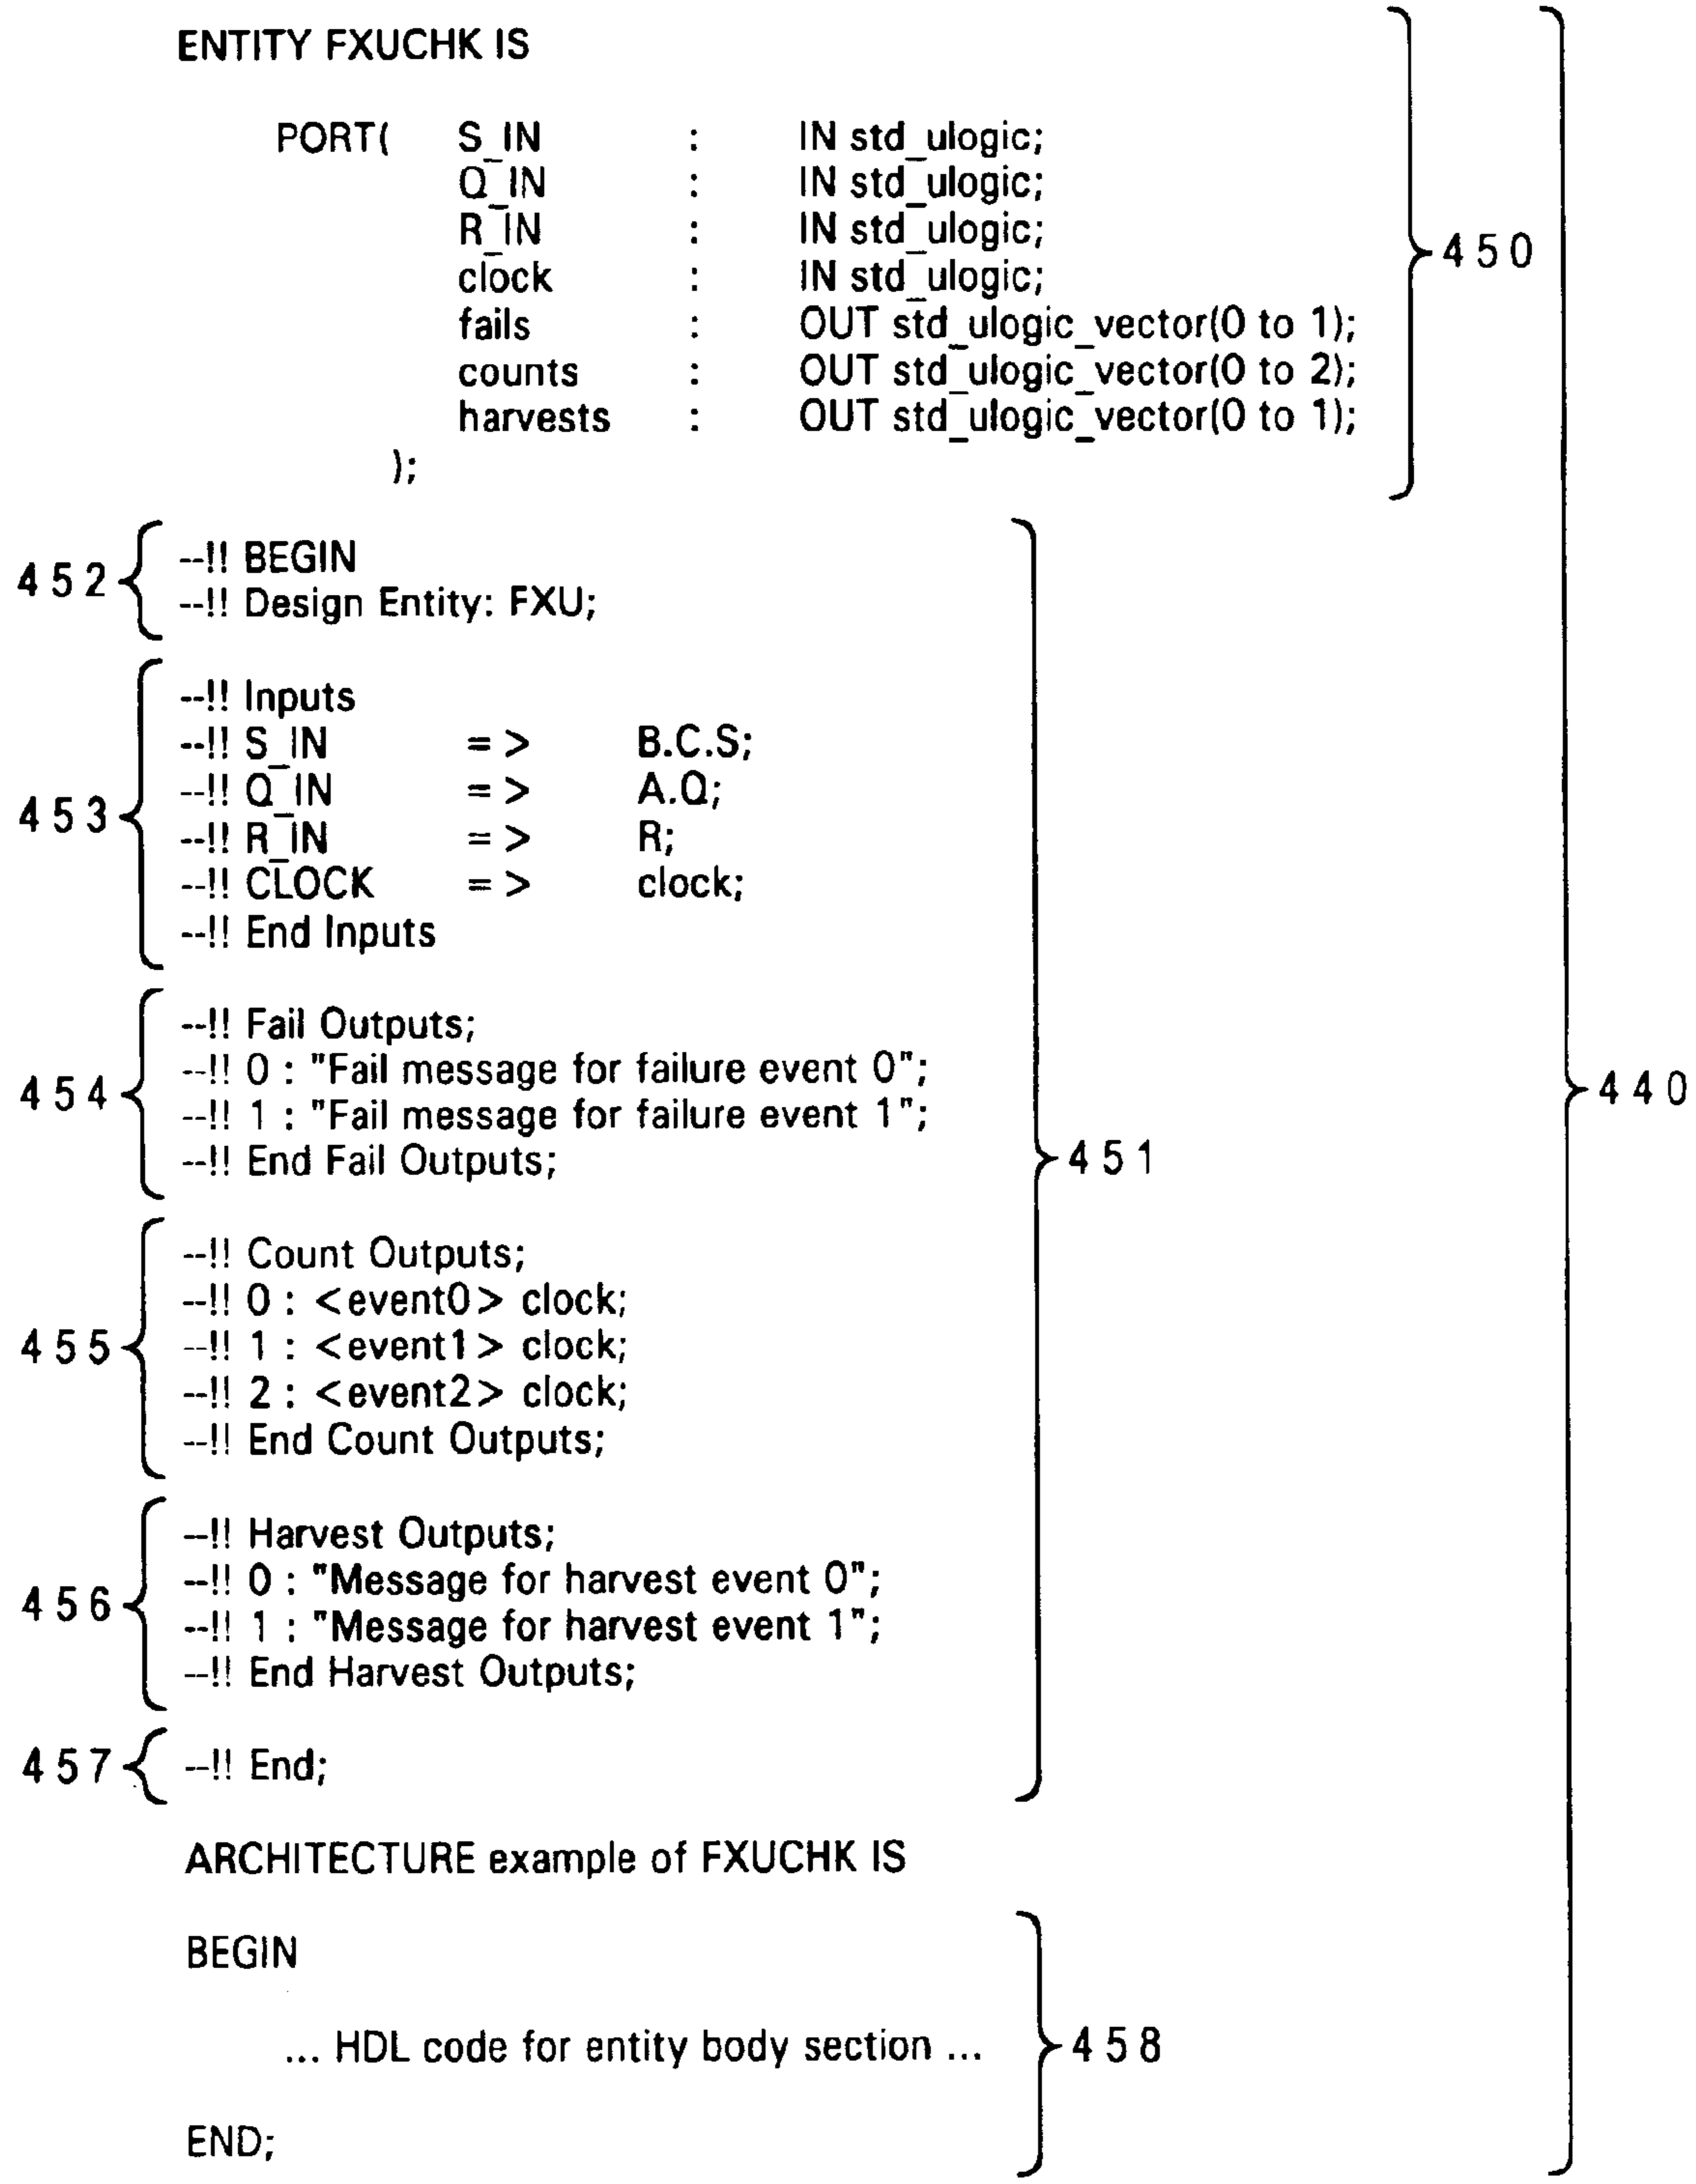 ENTITY FXUCHK IS
PORT( S_IN : IN std_ulogic;
Q_IN : IN std_ulogic;
R_IN : IN std_ulogic;
clock : IN std_ulogic;
450
fails : OUT std_ulogic_vector(0 to 1);
counts : OUT std_ulogic_vector(0 to 2);
harvests : OUT std_ulogic_vector(0 to 1);
);
452
--!! BEGIN
--!! Design Entity: FXU;
453
--!! Inputs
--!! S_IN => B.C.S;
--!! Q_IN => A.Q;
--!! R_IN => R;
--!! CLOCK => clock;
--!! End Inputs
454
--!! Fail Outputs;
--!! 0 : "Fail message for failure event 0";
--!! 1 : "Fail message for failure event 1";
--!! End Fail Outputs;
451
440
455
--!! Count Outputs;
--!! 0 : <event0> clock;
--!! 1 : <event1> clock;
--!! 2 : <event2> clock;
--!! End Count Outputs;
456
--!! Harvest Outputs;
--!! 0 : "Message for harvest event 0";
--!! 1 : "Message for harvest event 1";
--!! End Harvest Outputs;
457
--!! End;
ARCHITECTURE example of FXUCHK IS
BEGIN
... HDL code for entity body section ...
458
END;